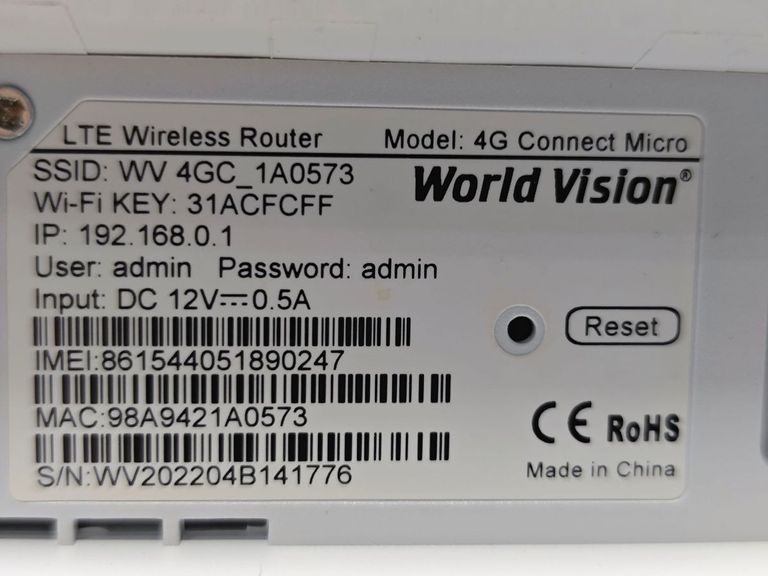 LTE Wireless Router Model: 4G Connect Micro
SSID: WV 4GC_1A0573
World Vision®
Wi-Fi KEY: 31ACFCFF
IP: 192.168.0.1
User: admin Password: admin
Input: DC 12V⎓0.5A
Reset
IMEI:861544051890247
MAC:98A9421A0573
CE RoHS
S/N:WV202204B141776
Made in China